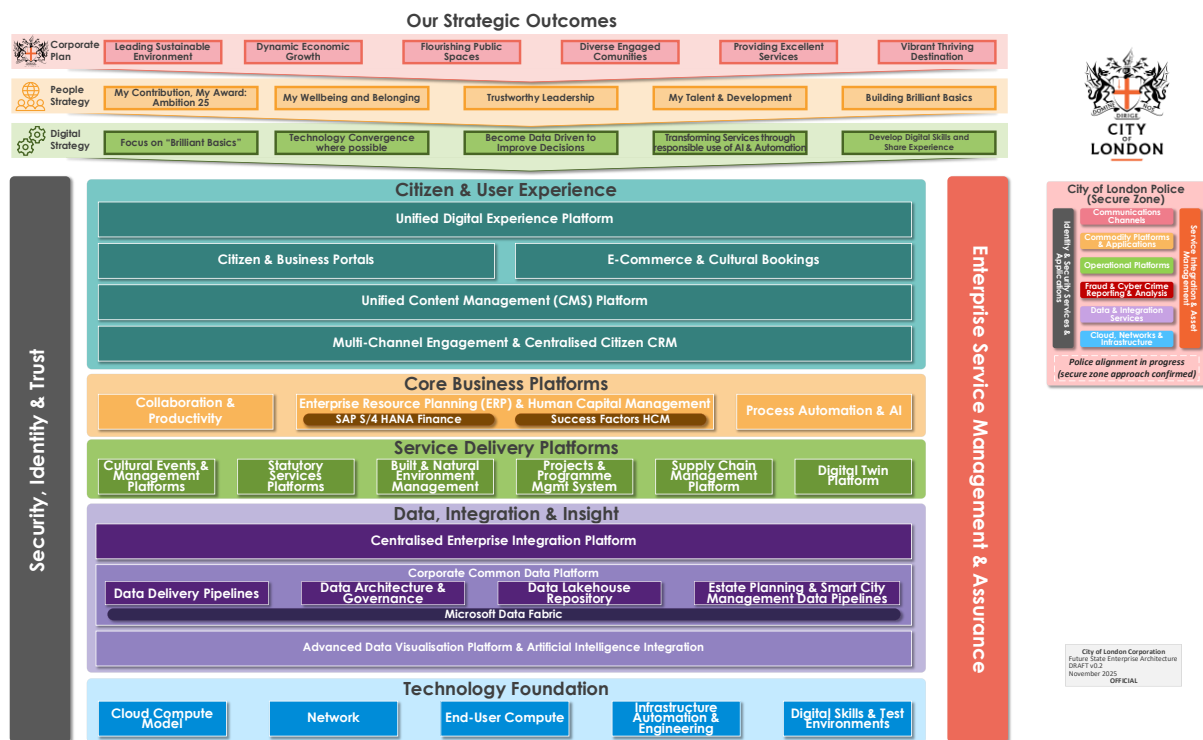 Our Strategic Outcomes
Corporate
Plan
Leading Sustainable
Environment
Dynamic Economic
Growth
Flourishing Public
Spaces
Diverse Engaged
Comunities
Providing Excellent
Services
Vibrant Thriving
Destination
People
Strategy
My Contribution, My Award:
Ambition 25
My Wellbeing and Belonging
Trustworthy Leadership
My Talent & Development
Building Brilliant Basics
Digital
Strategy
Focus on “Brilliant Basics”
Technology Convergence
where possible
Become Data Driven to
Improve Decisions
Transforming Services through
responsible use of AI & Automation
Develop Digital Skills and
Share Experience
Security, Identity & Trust
Citizen & User Experience
Unified Digital Experience Platform
Citizen & Business Portals
E-Commerce & Cultural Bookings
Unified Content Management (CMS) Platform
Multi-Channel Engagement & Centralised Citizen CRM
Core Business Platforms
Collaboration &
Productivity
Enterprise Resource Planning (ERP) & Human Capital Management
SAP S/4 HANA Finance
Success Factors HCM
Process Automation & AI
Service Delivery Platforms
Cultural Events &
Management
Platforms
Statutory
Services
Platforms
Built & Natural
Environment
Management
Projects &
Programme
Mgmt System
Supply Chain
Management
Platform
Digital Twin
Platform
Data, Integration & Insight
Centralised Enterprise Integration Platform
Corporate Common Data Platform
Data Delivery Pipelines
Data Architecture &
Governance
Data Lakehouse
Repository
Estate Planning & Smart City
Management Data Pipelines
Microsoft Data Fabric
Advanced Data Visualisation Platform & Artificial Intelligence Integration
Technology Foundation
Cloud Compute
Model
Network
End-User Compute
Infrastructure
Automation &
Engineering
Digital Skills & Test
Environments
Enterprise Service Management & Assurance
DOMINE DIRIGE NOS
CITY
OF
LONDON
City of London Police
(Secure Zone)
Identity & Security Services &
Applications
Communications
Channels
Commodity Platforms
& Applications
Operational Platforms
Fraud & Cyber Crime
Reporting & Analysis
Data & Integration
Services
Cloud, Networks &
Infrastructure
Service Integration & Asset
Management
Police alignment in progress
(secure zone approach confirmed)
City of London Corporation
Future State Enterprise Architecture
DRAFT v0.2
November 2025
OFFICIAL